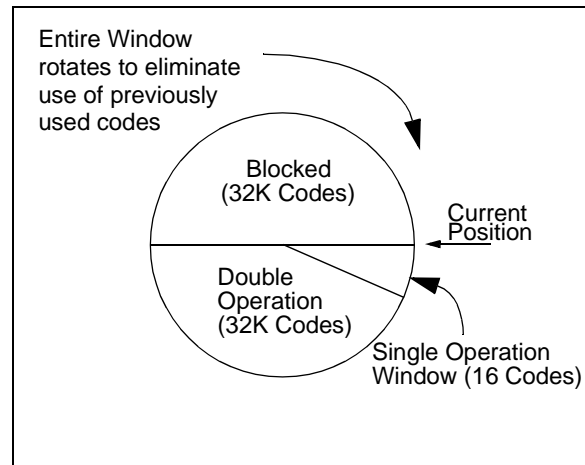 Entire Window
rotates to eliminate
use of previously
used codes
Blocked
(32K Codes)
Current
Position
Double
Operation
(32K Codes)
Single Operation
Window (16 Codes)